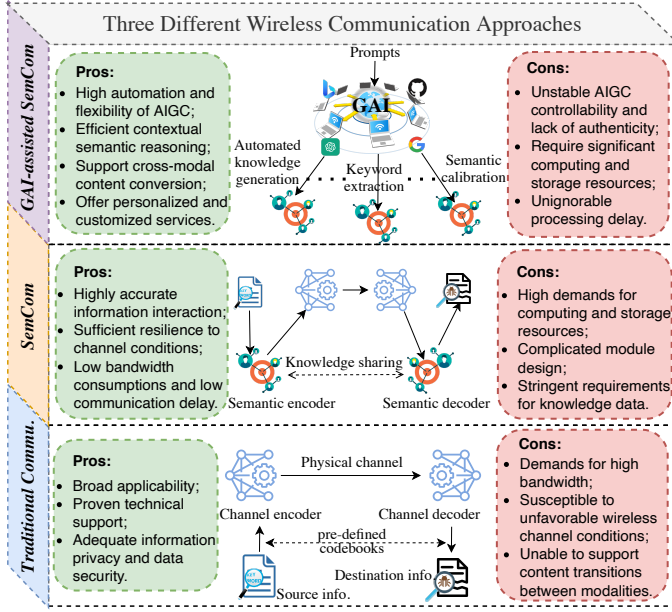 Three Different Wireless Communication Approaches
GAI-assisted SemCom
Pros:
• High automation and
flexibility of AIGC;
• Efficient contextual
semantic reasoning;
• Support cross-modal
content conversion;
• Offer personalized and
customized services.
Prompts
GAI
Automated
knowledge
generation
Keyword
extraction
Semantic
calibration
Cons:
• Unstable AIGC
controllability and
lack of authenticity;
• Require significant
computing and
storage resources;
• Unignorable
processing delay.
SemCom
Pros:
• Highly accurate
information interaction;
• Sufficient resilience to
channel conditions;
• Low bandwidth
consumptions and low
communication delay.
Knowledge sharing
Semantic encoder
Semantic decoder
Cons:
• High demands for
computing and storage
resources;
• Complicated module
design;
• Stringent requirements
for knowledge data.
Traditional Commu.
Pros:
• Broad applicability;
• Proven technical
support;
• Adequate information
privacy and data
security.
Physical channel
Channel encoder
Channel decoder
pre-defined
codebooks
Source info.
Destination info.
Cons:
• Demands for high
bandwidth;
• Susceptible to
unfavorable wireless
channel conditions;
• Unable to support
content transitions
between modalities.